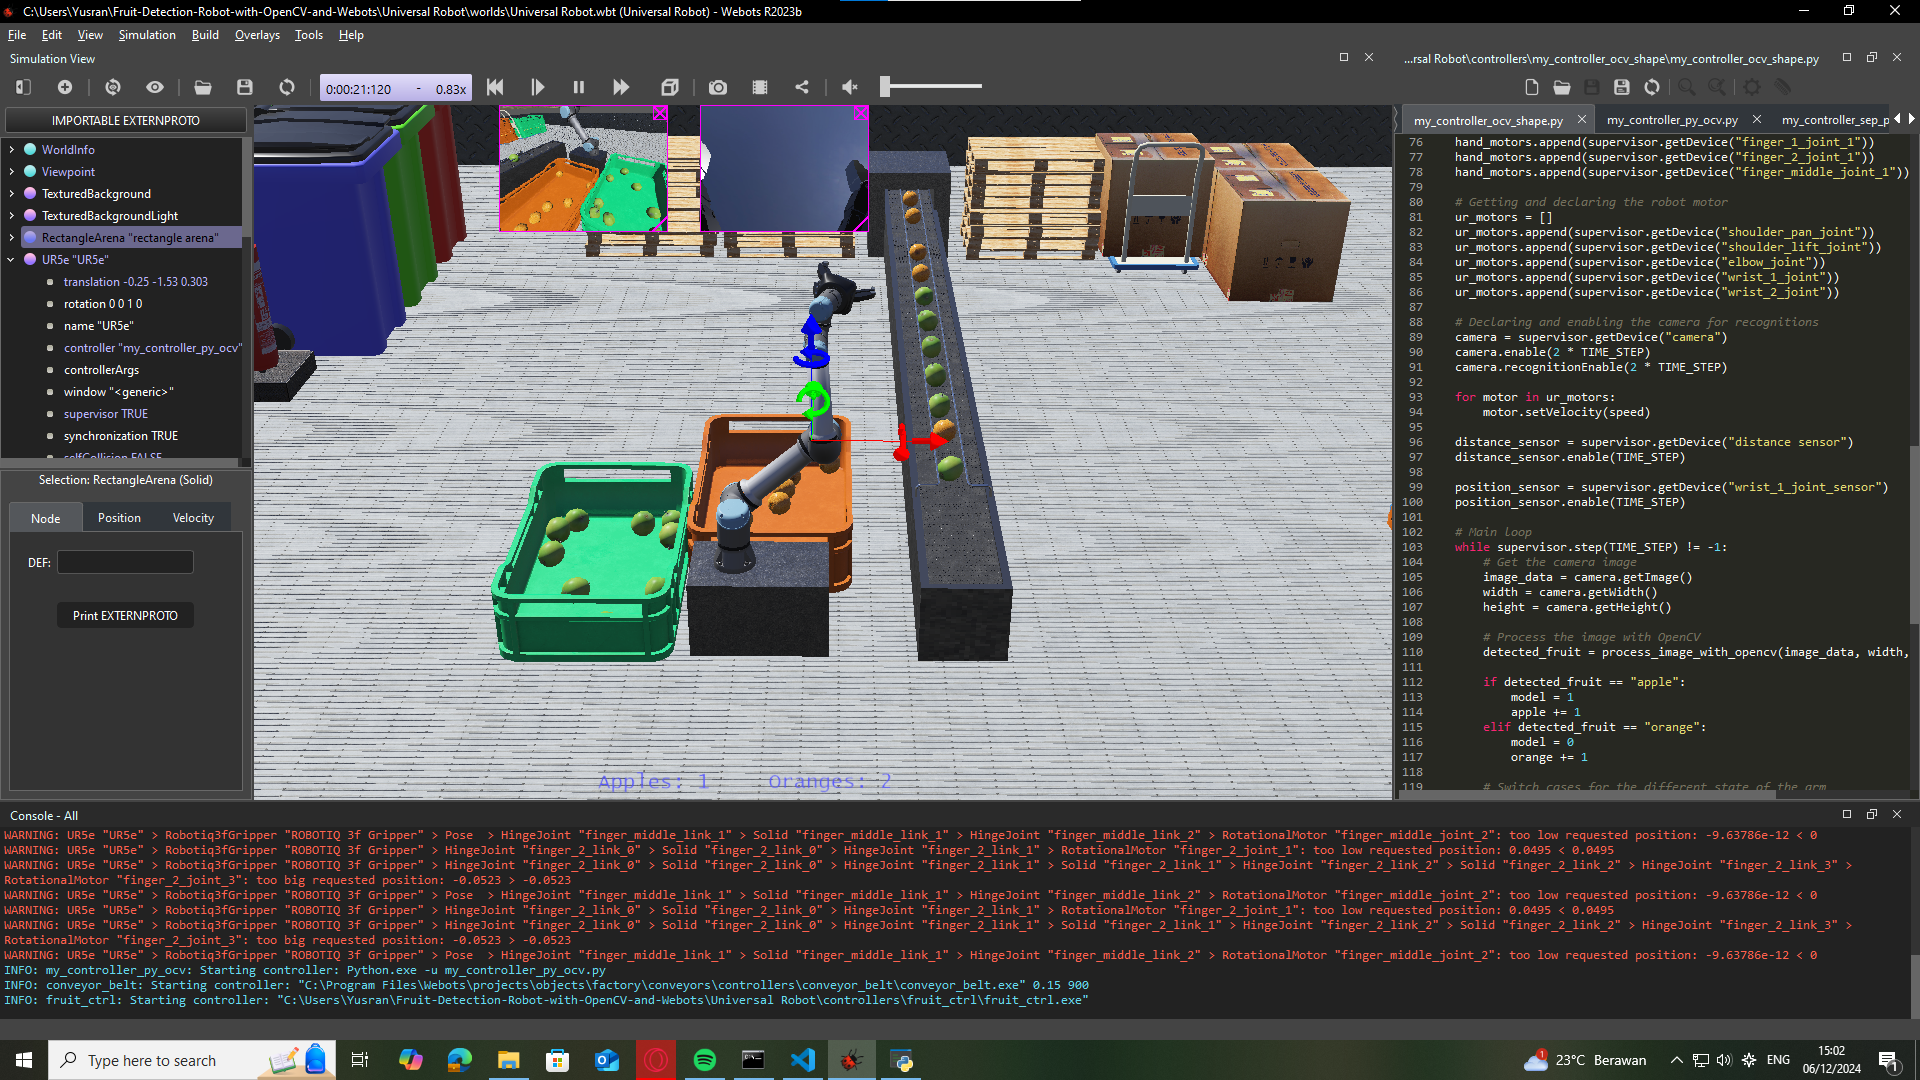 C:\Users\Yusran\Fruit-Detection-Robot-with-OpenCV-and-Webots\Universal Robot\worlds\Universal Robot.wbt (Universal Robot) - Webots R2023b
File Edit View Simulation Build Overlays Tools Help
Simulation View
0:00:21:120 - 0.83x
IMPORTABLE EXTERNPROTO
WorldInfo
Viewpoint
TexturedBackground
TexturedBackgroundLight
RectangleArena "rectangle arena"
UR5e "UR5e"
translation -0.25 -1.53 0.303
rotation 0 0 1 0
name "UR5e"
controller "my_controller_py_ocv"
controllerArgs
window "<generic>"
supervisor TRUE
synchronization TRUE
selfCollision FALSE
Selection: RectangleArena (Solid)
Node Position Velocity
DEF:
Print EXTERNPROTO
Apples: 1 Oranges: 2
...rsal Robot\controllers\my_controller_ocv_shape\my_controller_ocv_shape.py
my_controller_ocv_shape.py my_controller_py_ocv.py my_controller_sep_p
76 hand_motors.append(supervisor.getDevice("finger_1_joint_1"))
77 hand_motors.append(supervisor.getDevice("finger_2_joint_1"))
78 hand_motors.append(supervisor.getDevice("finger_middle_joint_1"))
79
80 # Getting and declaring the robot motor
81 ur_motors = []
82 ur_motors.append(supervisor.getDevice("shoulder_pan_joint"))
83 ur_motors.append(supervisor.getDevice("shoulder_lift_joint"))
84 ur_motors.append(supervisor.getDevice("elbow_joint"))
85 ur_motors.append(supervisor.getDevice("wrist_1_joint"))
86 ur_motors.append(supervisor.getDevice("wrist_2_joint"))
87
88 # Declaring and enabling the camera for recognitions
89 camera = supervisor.getDevice("camera")
90 camera.enable(2 * TIME_STEP)
91 camera.recognitionEnable(2 * TIME_STEP)
92
93 for motor in ur_motors:
94 motor.setVelocity(speed)
95
96 distance_sensor = supervisor.getDevice("distance sensor")
97 distance_sensor.enable(TIME_STEP)
98
99 position_sensor = supervisor.getDevice("wrist_1_joint_sensor")
100 position_sensor.enable(TIME_STEP)
101
102 # Main loop
103 while supervisor.step(TIME_STEP) != -1:
104 # Get the camera image
105 image_data = camera.getImage()
106 width = camera.getWidth()
107 height = camera.getHeight()
108
109 # Process the image with OpenCV
110 detected_fruit = process_image_with_opencv(image_data, width,
111
112 if detected_fruit == "apple":
113 model = 1
114 apple += 1
115 elif detected_fruit == "orange":
116 model = 0
117 orange += 1
118
119 # Switch cases for the different state of the arm
Console - All
WARNING: UR5e "UR5e" > Robotiq3fGripper "ROBOTIQ 3f Gripper" > Pose > HingeJoint "finger_middle_link_1" > Solid "finger_middle_link_1" > HingeJoint "finger_middle_link_2" > RotationalMotor "finger_middle_joint_2": too low requested position: -9.63786e-12 < 0
WARNING: UR5e "UR5e" > Robotiq3fGripper "ROBOTIQ 3f Gripper" > HingeJoint "finger_2_link_0" > Solid "finger_2_link_0" > HingeJoint "finger_2_link_1" > RotationalMotor "finger_2_joint_1": too low requested position: 0.0495 < 0.0495
WARNING: UR5e "UR5e" > Robotiq3fGripper "ROBOTIQ 3f Gripper" > HingeJoint "finger_2_link_0" > Solid "finger_2_link_0" > HingeJoint "finger_2_link_1" > Solid "finger_2_link_1" > HingeJoint "finger_2_link_2" > Solid "finger_2_link_2" > HingeJoint "finger_2_link_3" >
RotationalMotor "finger_2_joint_3": too big requested position: -0.0523 > -0.0523
WARNING: UR5e "UR5e" > Robotiq3fGripper "ROBOTIQ 3f Gripper" > Pose > HingeJoint "finger_middle_link_1" > Solid "finger_middle_link_1" > HingeJoint "finger_middle_link_2" > RotationalMotor "finger_middle_joint_2": too low requested position: -9.63786e-12 < 0
WARNING: UR5e "UR5e" > Robotiq3fGripper "ROBOTIQ 3f Gripper" > HingeJoint "finger_2_link_0" > Solid "finger_2_link_0" > HingeJoint "finger_2_link_1" > RotationalMotor "finger_2_joint_1": too low requested position: 0.0495 < 0.0495
WARNING: UR5e "UR5e" > Robotiq3fGripper "ROBOTIQ 3f Gripper" > HingeJoint "finger_2_link_0" > Solid "finger_2_link_0" > HingeJoint "finger_2_link_1" > Solid "finger_2_link_1" > HingeJoint "finger_2_link_2" > Solid "finger_2_link_2" > HingeJoint "finger_2_link_3" >
RotationalMotor "finger_2_joint_3": too big requested position: -0.0523 > -0.0523
WARNING: UR5e "UR5e" > Robotiq3fGripper "ROBOTIQ 3f Gripper" > Pose > HingeJoint "finger_middle_link_1" > Solid "finger_middle_link_1" > HingeJoint "finger_middle_link_2" > RotationalMotor "finger_middle_joint_2": too low requested position: -9.63786e-12 < 0
INFO: my_controller_py_ocv: Starting controller: Python.exe -u my_controller_py_ocv.py
INFO: conveyor_belt: Starting controller: "C:\Program Files\Webots\projects\objects\factory\conveyors\controllers\conveyor_belt\conveyor_belt.exe" 0.15 900
INFO: fruit_ctrl: Starting controller: "C:\Users\Yusran\Fruit-Detection-Robot-with-OpenCV-and-Webots\Universal Robot\controllers\fruit_ctrl\fruit_ctrl.exe"
Type here to search
1
23°C Berawan
ENG
15:02
06/12/2024
1